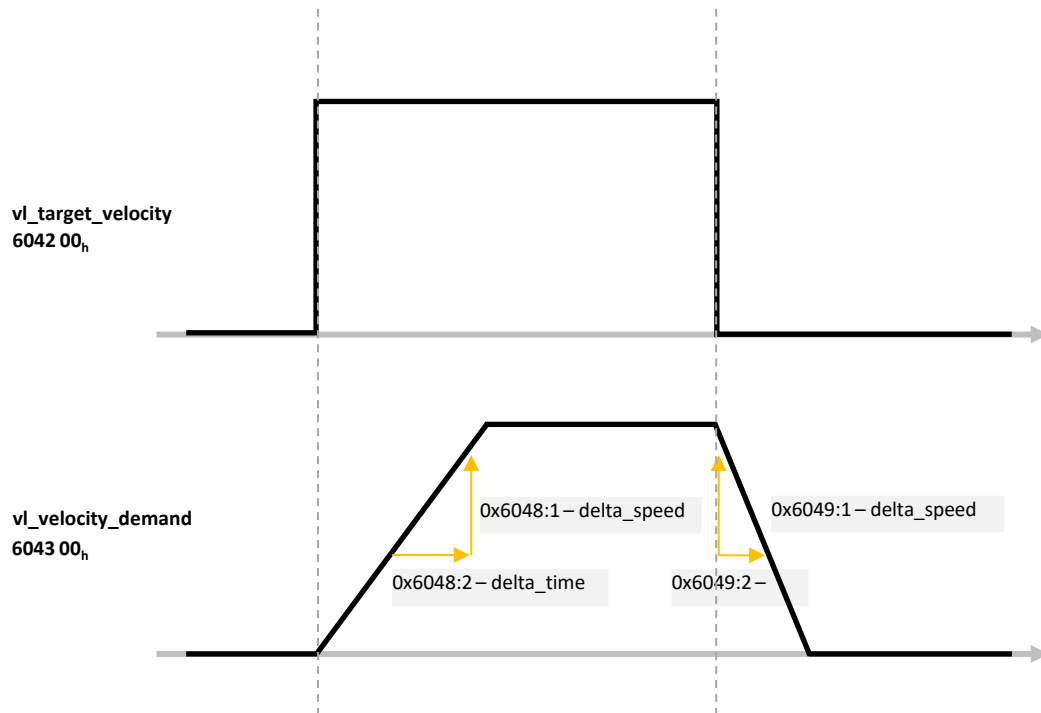 vl_target_velocity
6042 00h
vl_velocity_demand
6043 00h
0x6048:1 – delta_speed
0x6049:1 – delta_speed
0x6048:2 – delta_time
0x6049:2 –